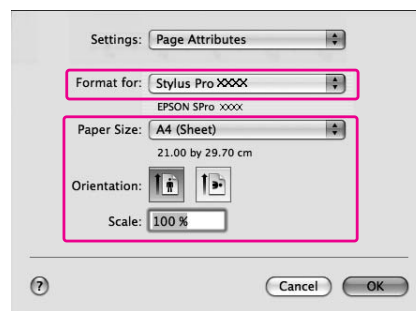 Settings: Page Attributes
Format for: Stylus Pro XXXX
EPSON SPro XXXX
Paper Size: A4 (Sheet)
21.00 by 29.70 cm
Orientation:
Scale: 100 %
? Cancel OK